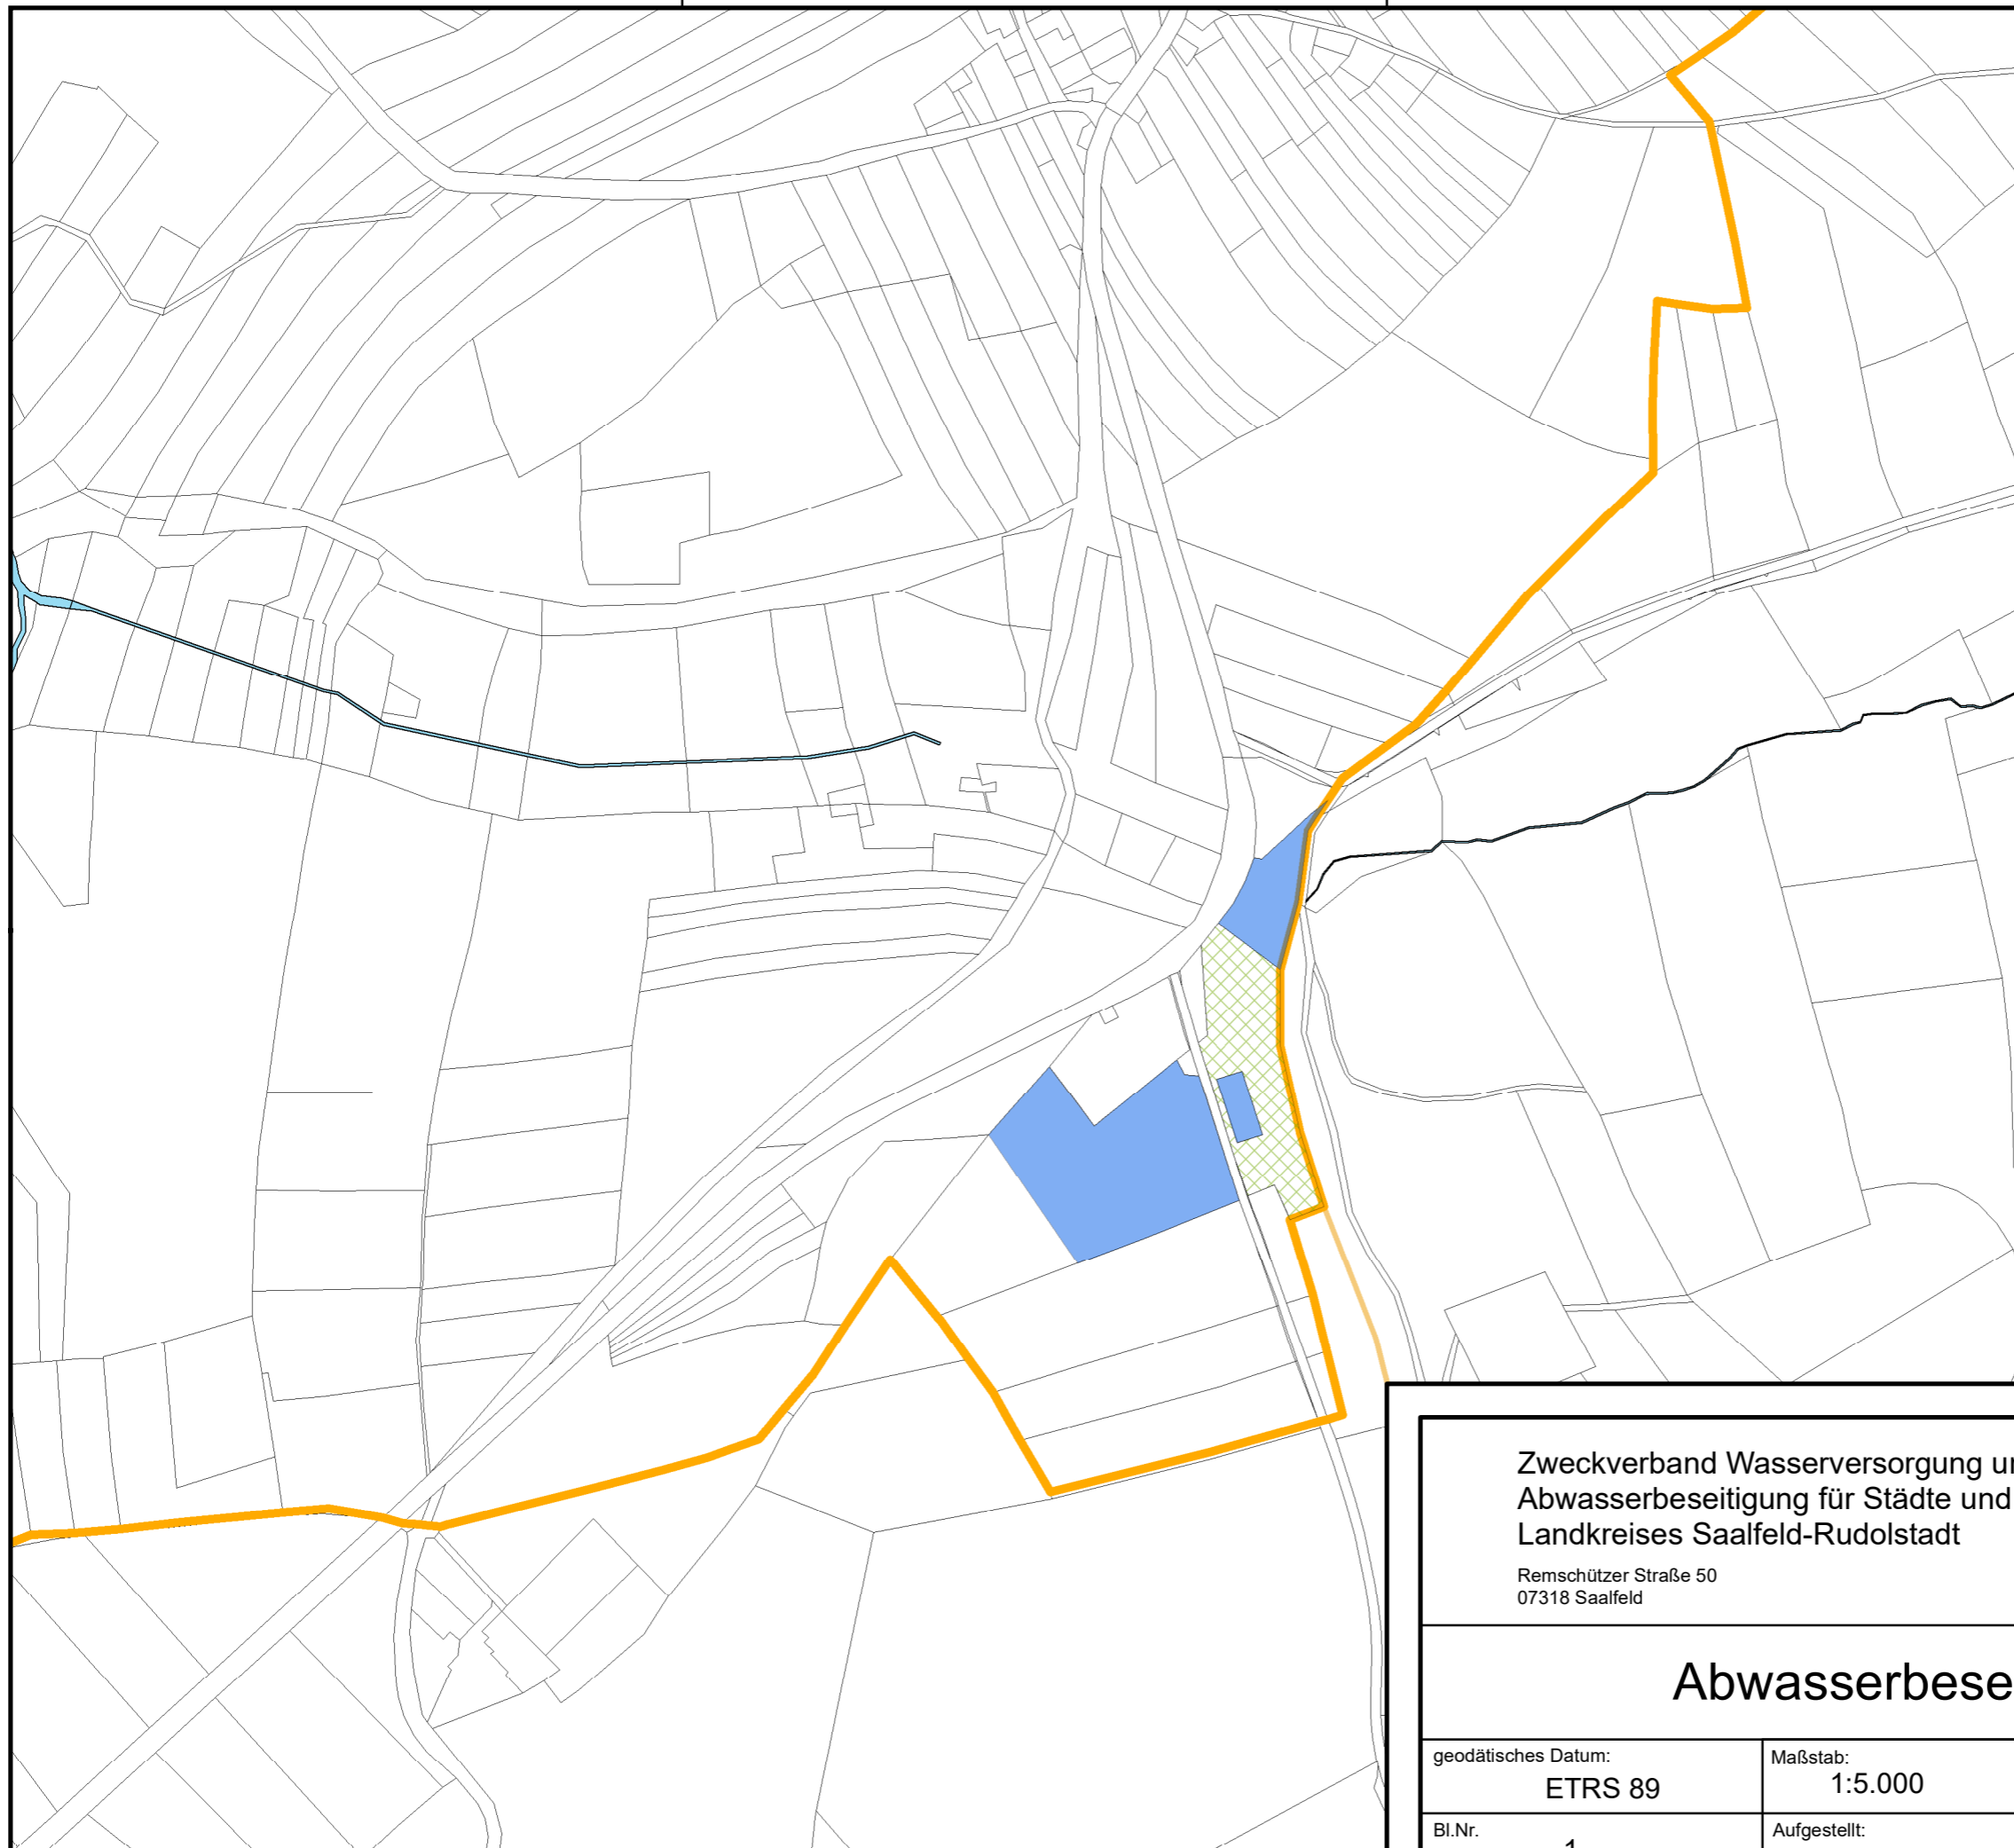 Zweckverband Wasserversorgung
Abwasserbeseitigung für Städte und
Landkreises Saalfeld-Rudolstadt
Remschützer Straße 50
07318 Saalfeld
Abwasserbese
geodätisches Datum:
Maßstab:
ETRS 89
1:5.000
Bl.Nr.
Aufgestellt:
1